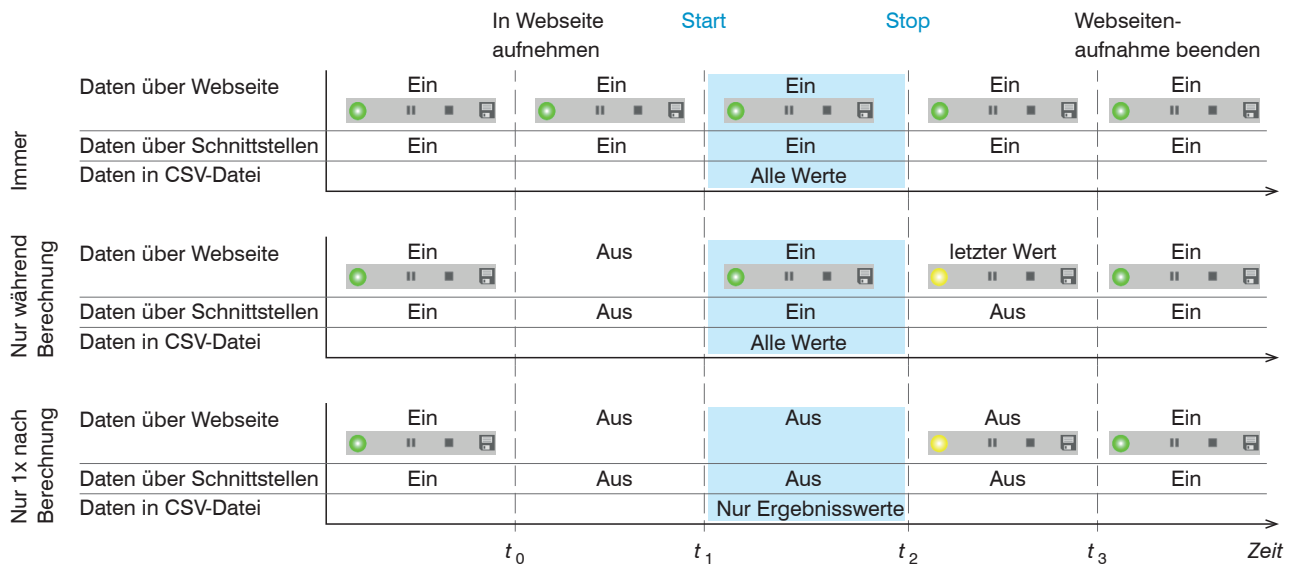 In Webseite
aufnehmen
Start
Stop
Webseiten-
aufnahme beenden
Immer
Daten über Webseite Ein Ein Ein Ein Ein
Daten über Schnittstellen Ein Ein Ein Ein Ein
Daten in CSV-Datei Alle Werte
Nur während
Berechnung
Daten über Webseite Ein Aus Ein letzter Wert Ein
Daten über Schnittstellen Ein Aus Ein Aus Ein
Daten in CSV-Datei Alle Werte
Nur 1x nach
Berechnung
Daten über Webseite Ein Aus Aus Aus Ein
Daten über Schnittstellen Ein Aus Aus Aus Ein
Daten in CSV-Datei Nur Ergebnisswerte
t0 t1 t2 t3 Zeit